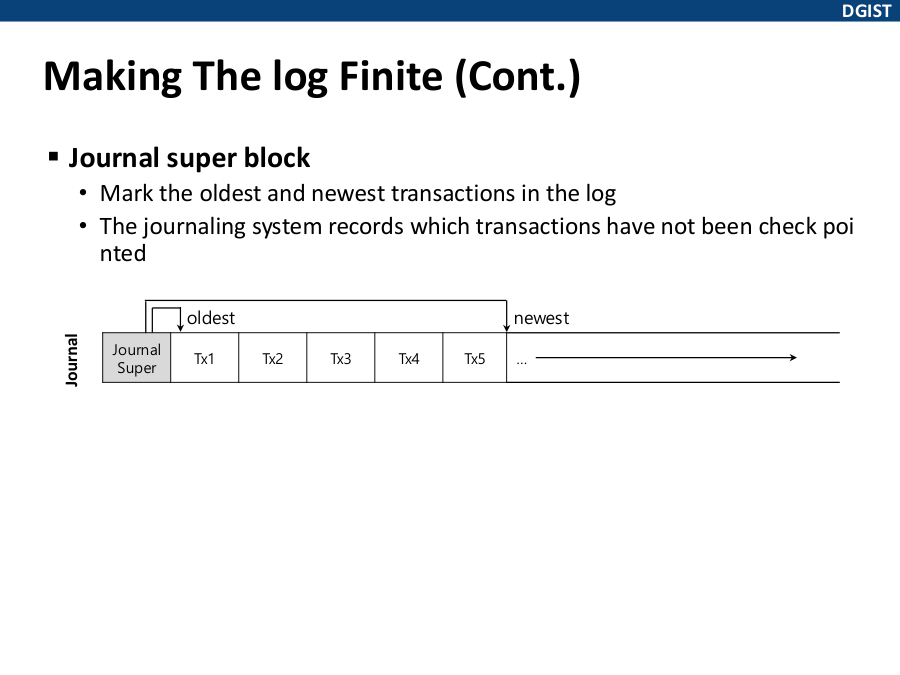 DGIST
Making The log Finite (Cont.)
▪ Journal super block
• Mark the oldest and newest transactions in the log
• The journaling system records which transactions have not been check poi
nted
oldest
newest
Journal
Journal
Super
Tx1
Tx2
Tx3
Tx4
Tx5
...